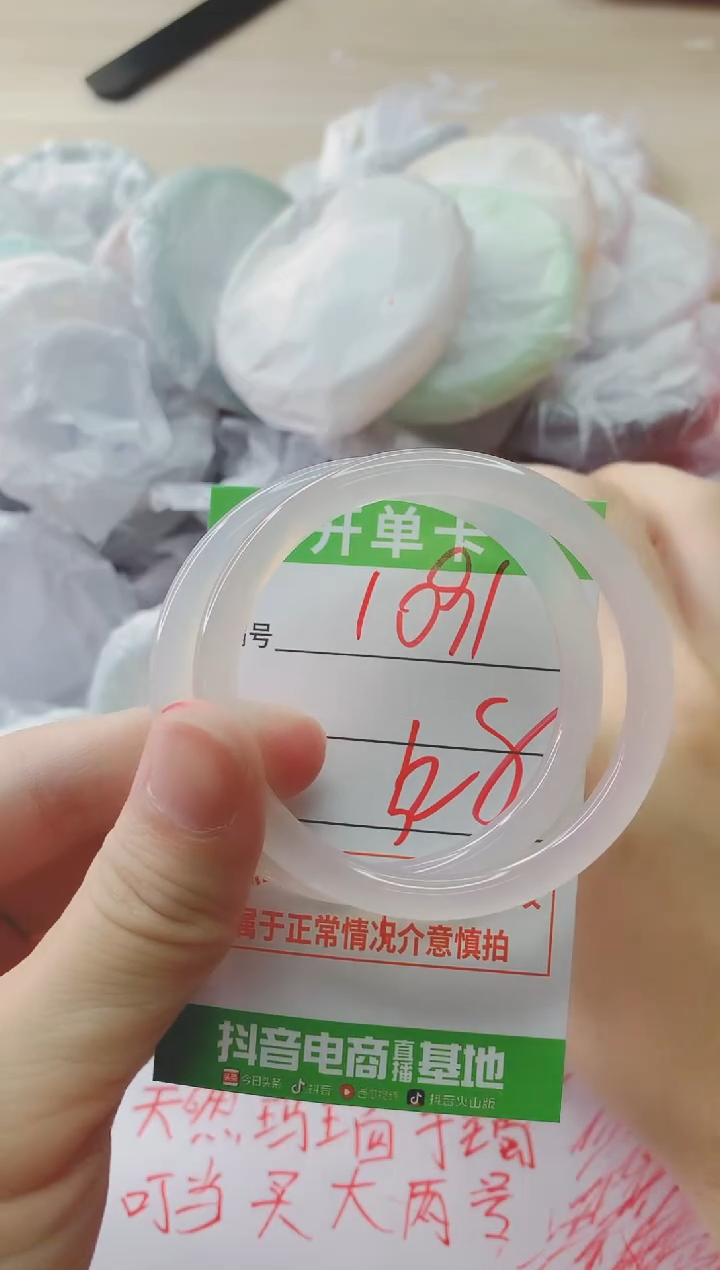 开单卡
号 1081
58
属于正常情况介意慎拍
抖音电商直播基地
今日头条 抖音 西瓜视频 抖音火山版
天然玛瑙手镯
叮当买大两号